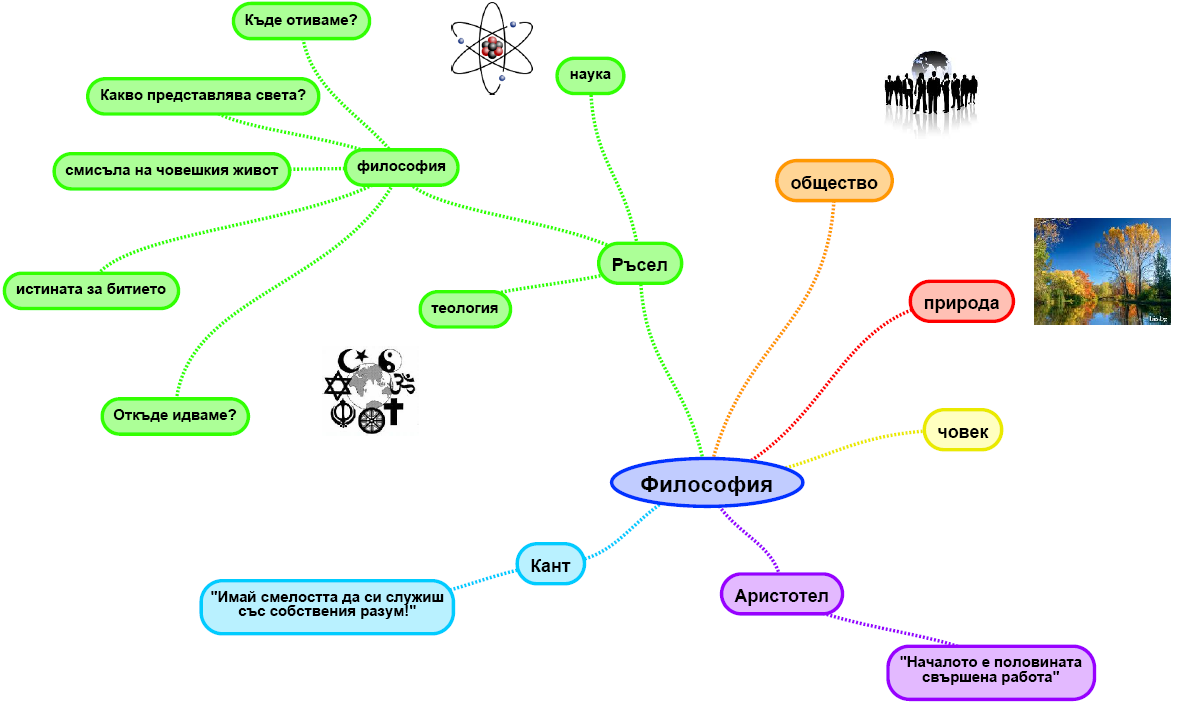 Къде отиваме?
наука
Какво представлява света?
философия
смисъла на човешкия живот
общество
Ръсел
истината за битието
теология
природа
Откъде идваме?
човек
Философия
Кант
"Имай смелостта да си служиш
със собствения разум!"
Аристотел
"Началото е половината
свършена работа"